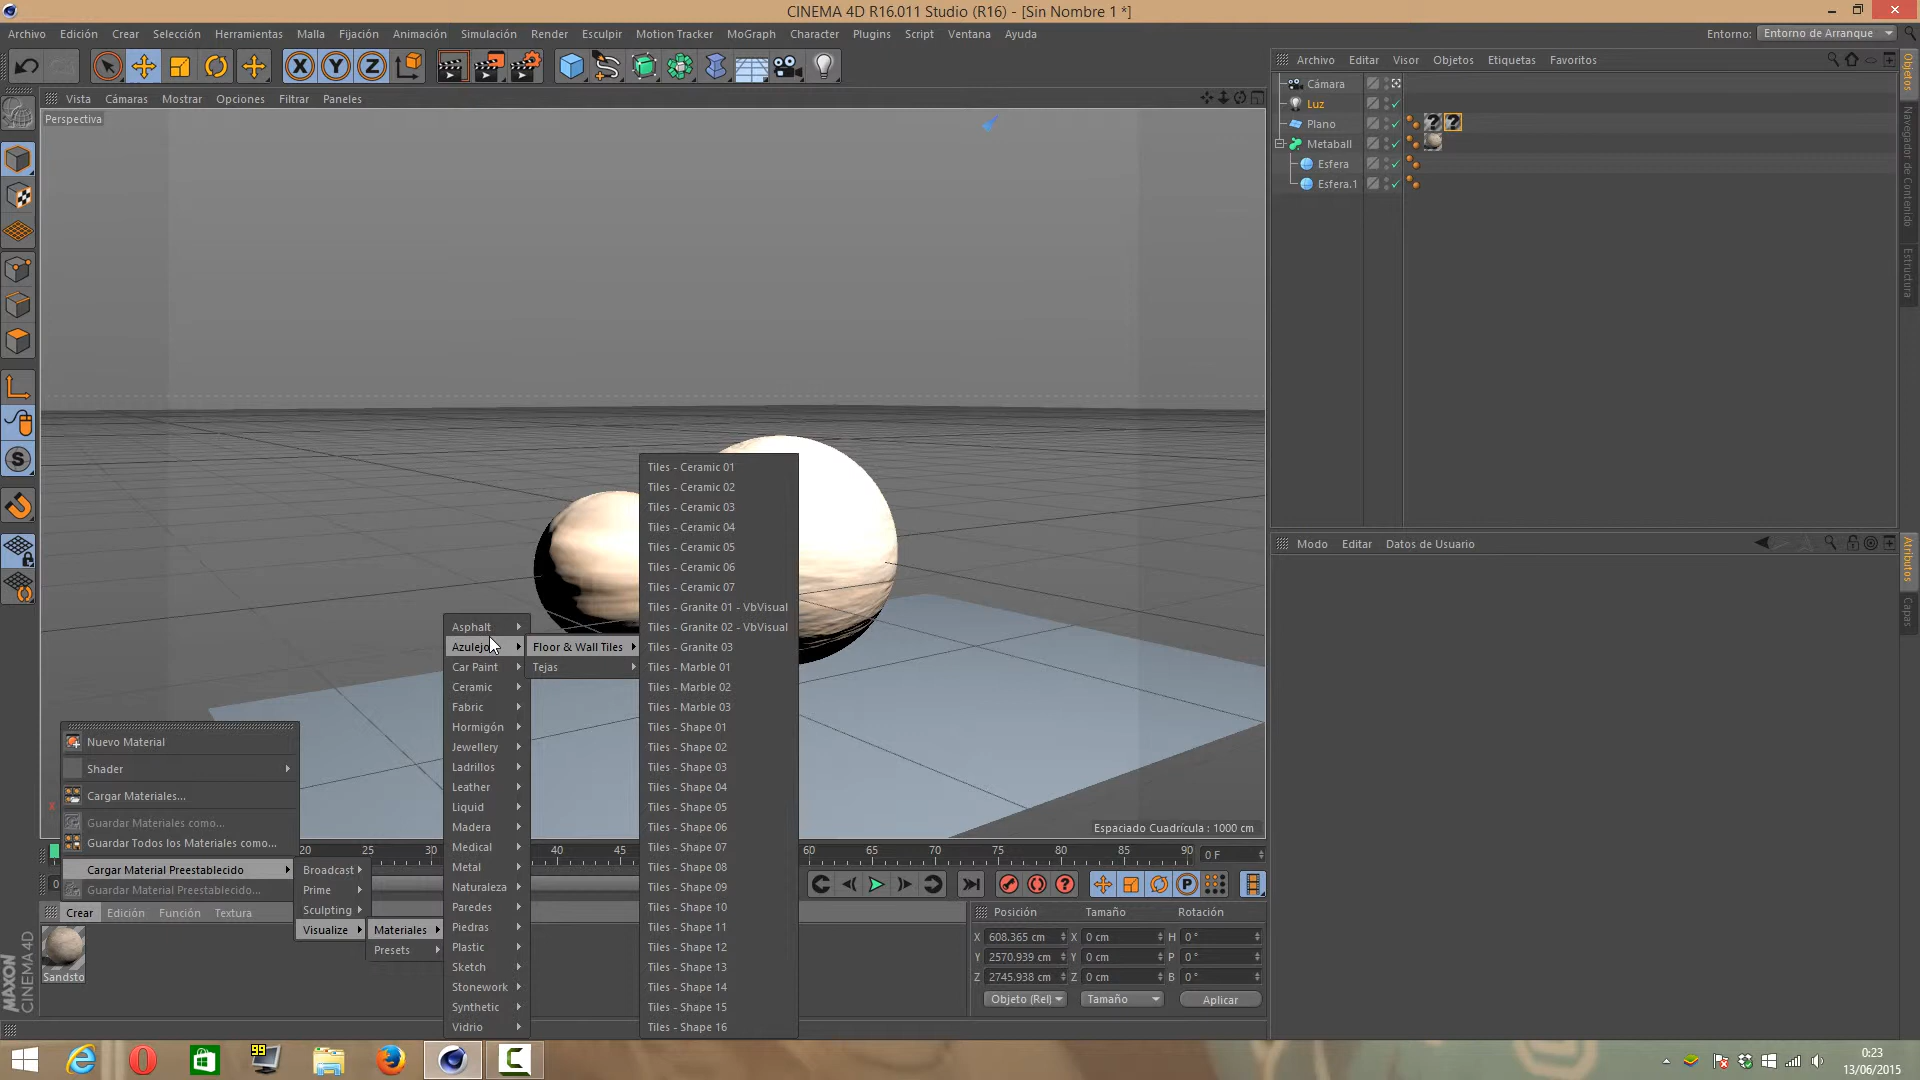 CINEMA 4D R16.011 Studio (R16) - [Sin Nombre 1 *]
Archivo Edición Crear Selección Herramientas Malla Fijación Animación Simulación Render Esculpir Motion Tracker MoGraph Character Plugins Script Ventana Ayuda
Entorno: Entorno de Arranque
Vista Cámaras Mostrar Opciones Filtrar Paneles
Perspectiva
Archivo Editar Visor Objetos Etiquetas Favoritos
Cámara
Luz
Plano
Metaball
Esfera
Esfera.1
Objetos
Navegador de Contenido
Estructura
Modo Editar Datos de Usuario
Atributos
Capas
Tiles - Ceramic 01
Tiles - Ceramic 02
Tiles - Ceramic 03
Tiles - Ceramic 04
Tiles - Ceramic 05
Tiles - Ceramic 06
Tiles - Ceramic 07
Tiles - Granite 01 - VbVisual
Tiles - Granite 02 - VbVisual
Tiles - Granite 03
Tiles - Marble 01
Tiles - Marble 02
Tiles - Marble 03
Tiles - Shape 01
Tiles - Shape 02
Tiles - Shape 03
Tiles - Shape 04
Tiles - Shape 05
Tiles - Shape 06
Tiles - Shape 07
Tiles - Shape 08
Tiles - Shape 09
Tiles - Shape 10
Tiles - Shape 11
Tiles - Shape 12
Tiles - Shape 13
Tiles - Shape 14
Tiles - Shape 15
Tiles - Shape 16
Floor & Wall Tiles
Tejas
Asphalt
Azulejo
Car Paint
Ceramic
Fabric
Hormigón
Jewellery
Ladrillos
Leather
Liquid
Madera
Medical
Metal
Naturaleza
Paredes
Piedras
Plastic
Sketch
Stonework
Synthetic
Vidrio
Nuevo Material
Shader
Cargar Materiales...
Guardar Materiales como...
Guardar Todos los Materiales como...
Cargar Material Preestablecido
Guardar Material Preestablecido...
Broadcast
Prime
Sculpting
Visualize
Materiales
Presets
Espaciado Cuadrícula : 1000 cm
20 25 30 35 40 45 60 65 70 75 80 85 90
0 F
0
Crear Edición Función Textura
Sandsto
MAXON
CINEMA 4D
Posición Tamaño Rotación
X 608.365 cm X 0 cm H 0 °
Y 2570.939 cm Y 0 cm P 0 °
Z 2745.938 cm Z 0 cm B 0 °
Objeto (Rel) Tamaño Aplicar
99
0:23
13/06/2015